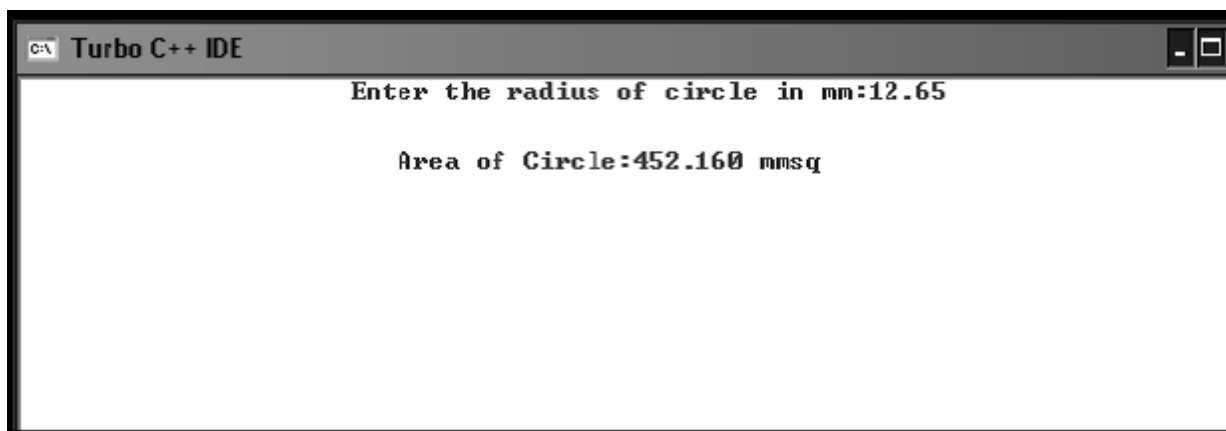 C:\ Turbo C++ IDE
Enter the radius of circle in mm:12.65
Area of Circle:452.160 mmsq